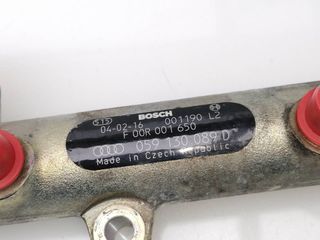 BOSCH
04-02-16 001190 L2
F 00R 001 650
059 130 089 D
Made in Czech Republic